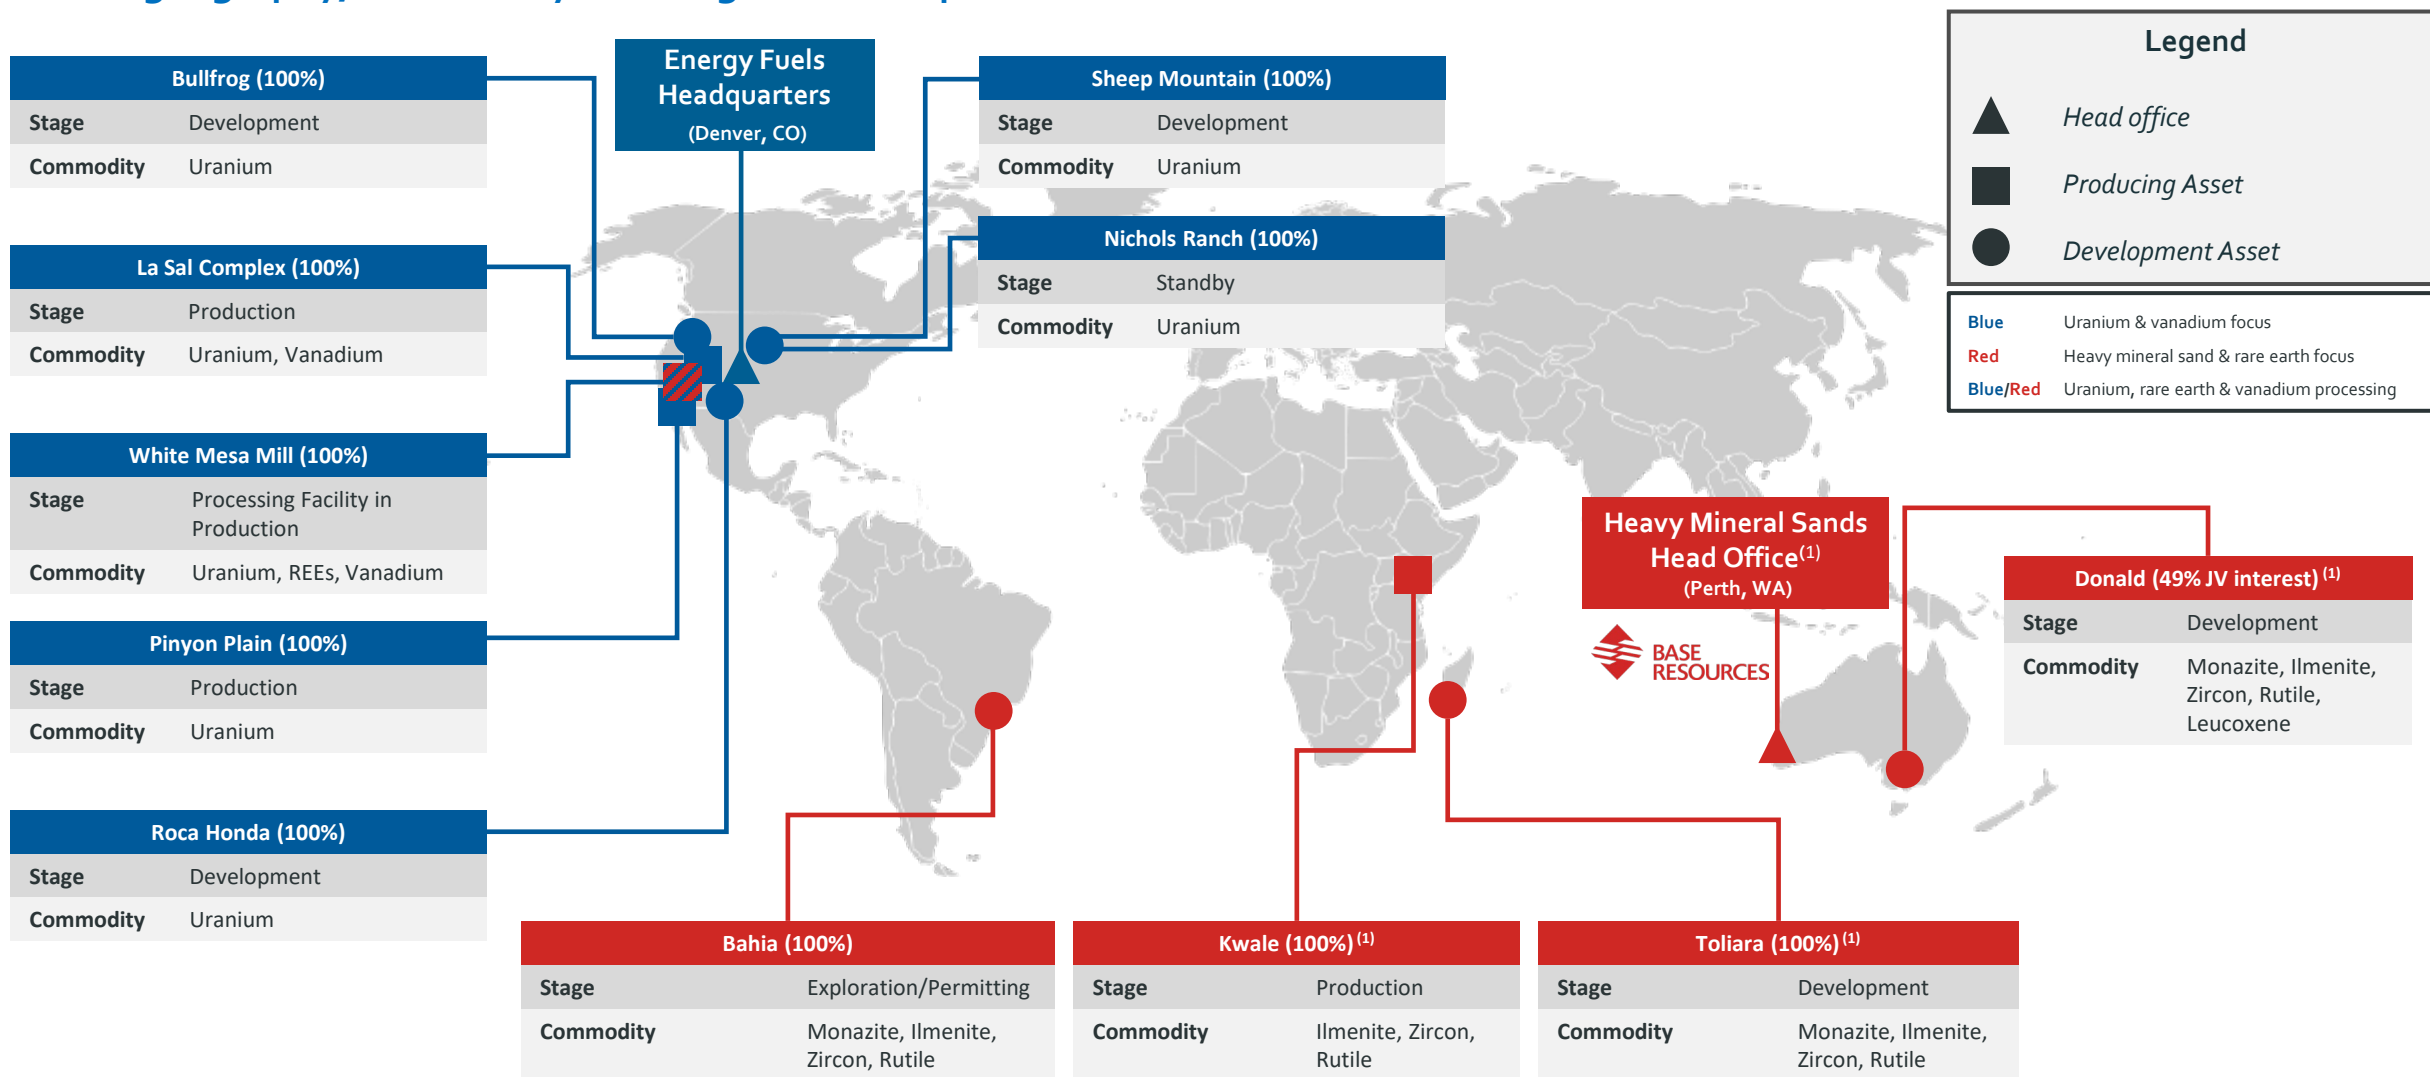 Bullfrog (100%)
Stage Development
Commodity Uranium
La Sal Complex (100%)
Stage Production
Commodity Uranium, Vanadium
White Mesa Mill (100%)
Stage Processing Facility in
Production
Commodity Uranium, REEs, Vanadium
Pinyon Plain (100%)
Stage Production
Commodity Uranium
Roca Honda (100%)
Stage Development
Commodity Uranium
Energy Fuels
Headquarters
(Denver, CO)
Sheep Mountain (100%)
Stage Development
Commodity Uranium
Nichols Ranch (100%)
Stage Standby
Commodity Uranium
Legend
Head office
Producing Asset
Development Asset
Blue Uranium & vanadium focus
Red Heavy mineral sand & rare earth focus
Blue/Red Uranium, rare earth & vanadium processing
Heavy Mineral Sands
Head Office(1)
(Perth, WA)
BASE
RESOURCES
Donald (49% JV interest) (1)
Stage Development
Commodity Monazite, Ilmenite,
Zircon, Rutile,
Leucoxene
Bahia (100%)
Stage Exploration/Permitting
Commodity Monazite, Ilmenite,
Zircon, Rutile
Kwale (100%) (1)
Stage Production
Commodity Ilmenite, Zircon,
Rutile
Toliara (100%) (1)
Stage Development
Commodity Monazite, Ilmenite,
Zircon, Rutile